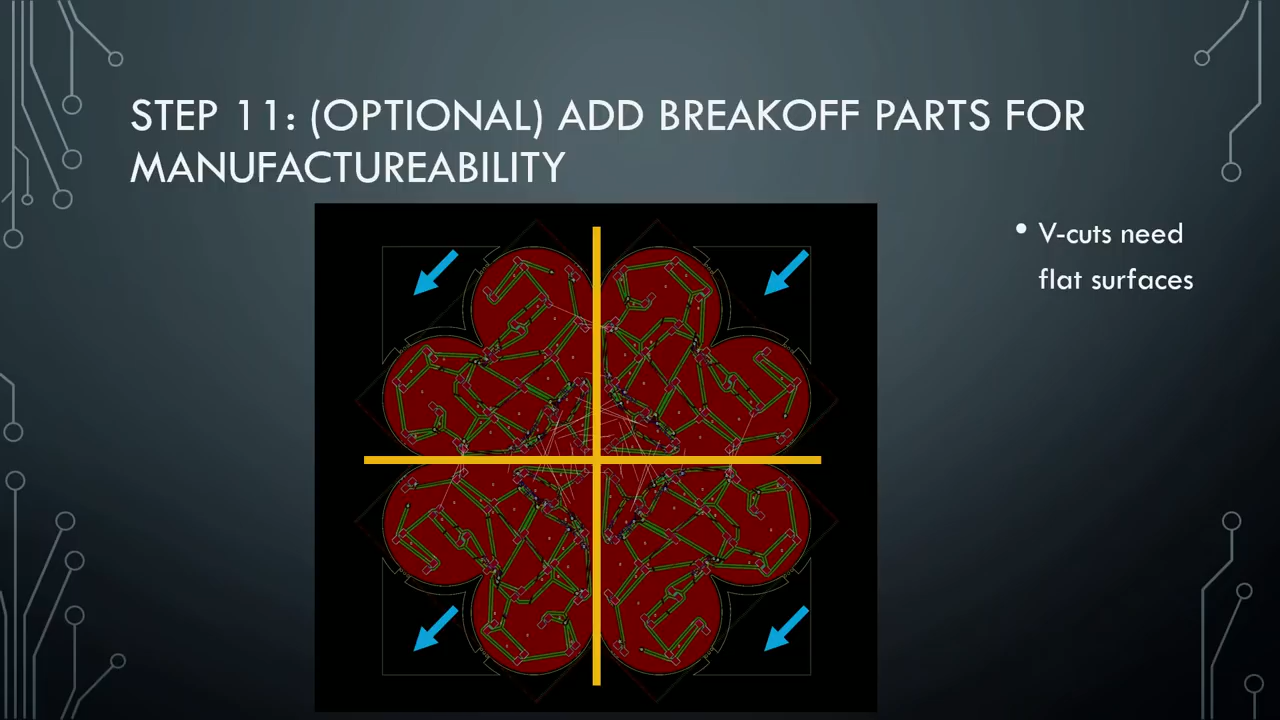 STEP 11: (OPTIONAL) ADD BREAKOFF PARTS FOR
MANUFACTUREABILITY
• V-cuts need
flat surfaces